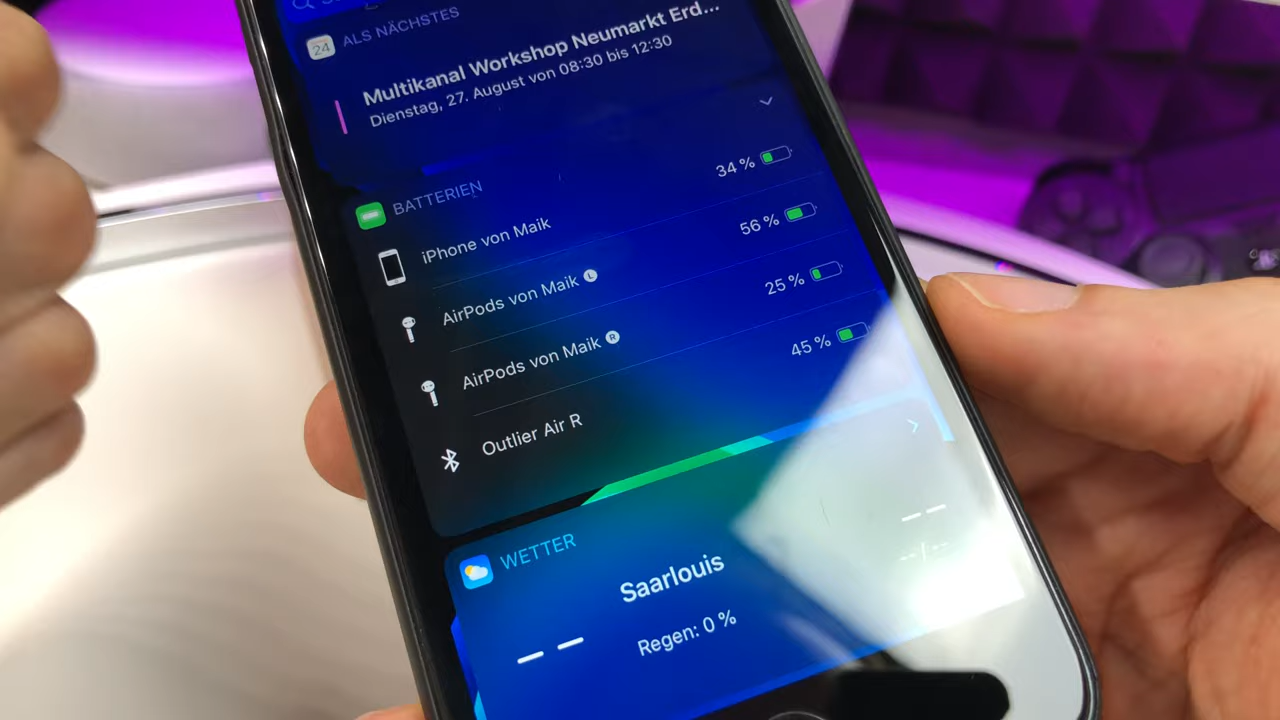 24 ALS NÄCHSTES
Multikanal Workshop Neumarkt Erd...
Dienstag, 27. August von 08:30 bis 12:30
BATTERIEN
iPhone von Maik 34 %
AirPods von Maik L 56 %
AirPods von Maik R 25 %
Outlier Air R 45 %
WETTER
Saarlouis
-- --/--
Regen: 0 %
-- --